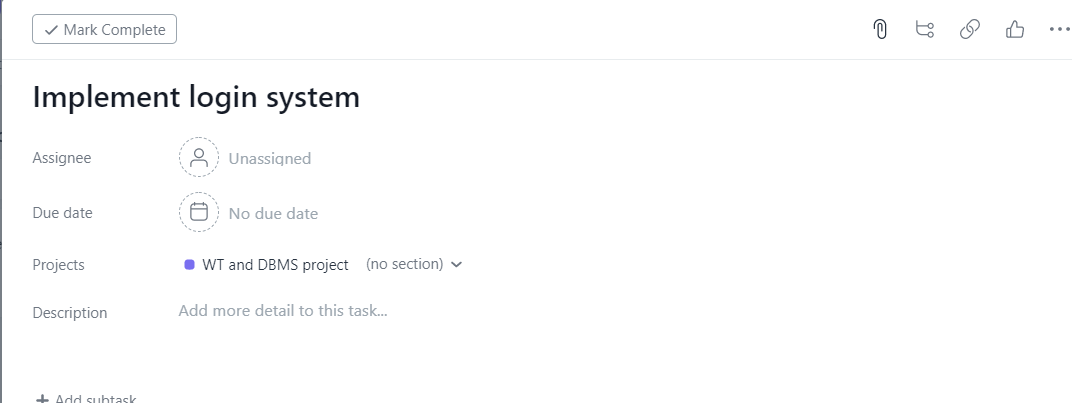 Mark Complete
Implement login system
Assignee Unassigned
Due date No due date
Projects WT and DBMS project (no section)
Description Add more detail to this task...
+ Add subtask